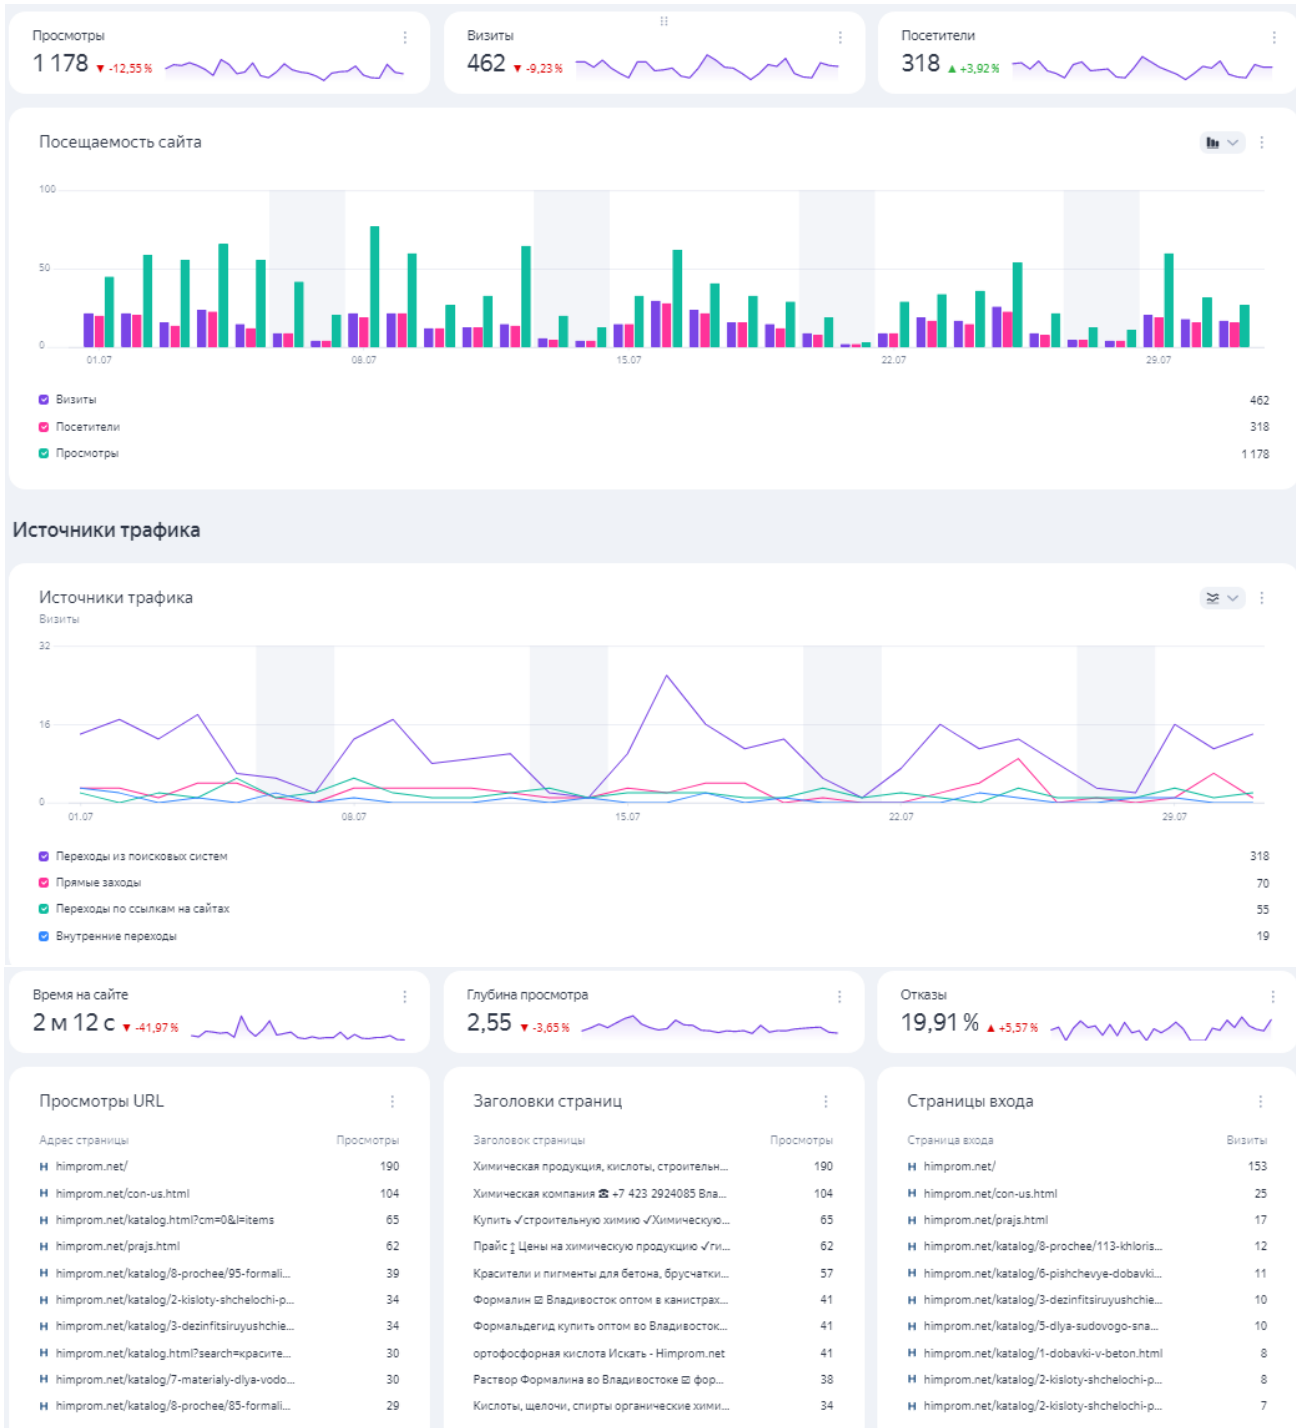 Просмотры
1 178 ▼ -12,55 %
Визиты
462 ▼ -9,23 %
Посетители
318 ▲ +3,92 %
Посещаемость сайта
100
50
0
01.07 08.07 15.07 22.07 29.07
Визиты 462
Посетители 318
Просмотры 1 178
Источники трафика
Источники трафика
Визиты
32
16
0
01.07 08.07 15.07 22.07 29.07
Переходы из поисковых систем 318
Прямые заходы 70
Переходы по ссылкам на сайтах 55
Внутренние переходы 19
Время на сайте
2 м 12 с ▼ -41,97 %
Глубина просмотра
2,55 ▼ -3,65 %
Отказы
19,91 % ▲ +5,57 %
Просмотры URL
Адрес страницы Просмотры
himprom.net/ 190
himprom.net/con-us.html 104
himprom.net/katalog.html?cm=0&l=items 65
himprom.net/prajs.html 62
himprom.net/katalog/8-prochee/95-formali... 39
himprom.net/katalog/2-kisloty-shchelochi-p... 34
himprom.net/katalog/3-dezinfitsiruyushchie... 34
himprom.net/katalog.html?search=красите... 30
himprom.net/katalog/7-materialy-dlya-vodo... 30
himprom.net/katalog/8-prochee/85-formali... 29
Заголовки страниц
Заголовок страницы Просмотры
Химическая продукция, кислоты, строительн... 190
Химическая компания ☎ +7 423 2924085 Вла... 104
Купить ✓строительную химию ✓Химическую... 65
Прайс ↕ Цены на химическую продукцию ✓ги... 62
Красители и пигменты для бетона, брусчатки... 57
Формалин ☑ Владивосток оптом в канистрах... 41
Формальдегид купить оптом во Владивосток... 41
ортофосфорная кислота Искать - Himprom.net 41
Раствор Формалина во Владивостоке ☑ фор... 38
Кислоты, щелочи, спирты органические хими... 34
Страницы входа
Страница входа Визиты
himprom.net/ 153
himprom.net/con-us.html 25
himprom.net/prajs.html 17
himprom.net/katalog/8-prochee/113-khloris... 12
himprom.net/katalog/6-pishchevye-dobavki... 11
himprom.net/katalog/3-dezinfitsiruyushchie... 10
himprom.net/katalog/5-dlya-sudovogo-sna... 10
himprom.net/katalog/1-dobavki-v-beton.html 8
himprom.net/katalog/2-kisloty-shchelochi-p... 8
himprom.net/katalog/2-kisloty-shchelochi-p... 7